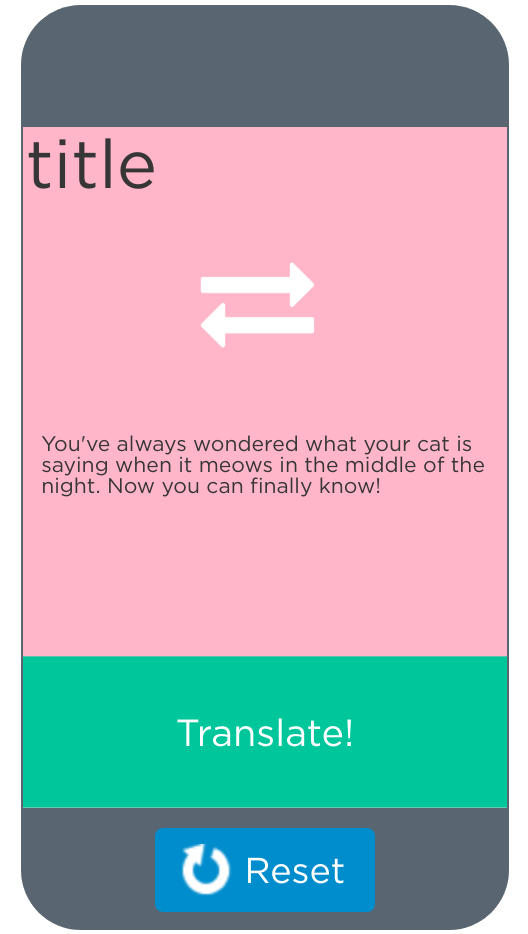 title
You've always wondered what your cat is
saying when it meows in the middle of the
night. Now you can finally know!
Translate!
Reset